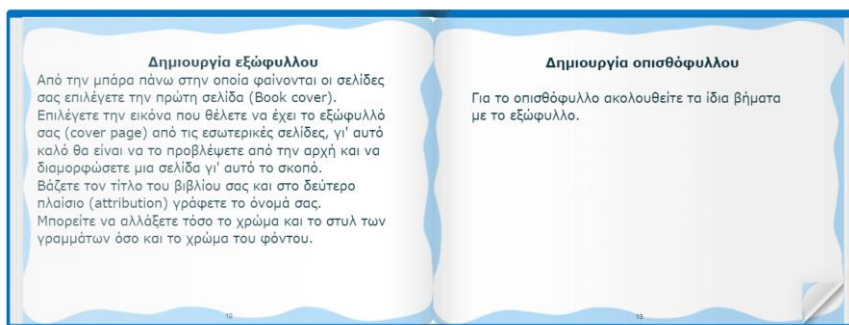 Δημιουργία εξώφυλλου
Από την μπάρα πάνω στην οποία φαίνονται οι σελίδες
σας επιλέγετε την πρώτη σελίδα (Book cover).
Επιλέγετε την εικόνα που θέλετε να έχει το εξώφυλλό
σας (cover page) από τις εσωτερικές σελίδες, γι' αυτό
καλό θα είναι να το προβλέψετε από την αρχή και να
διαμορφώσετε μια σελίδα γι' αυτό το σκοπό.
Βάζετε τον τίτλο του βιβλίου σας και στο δεύτερο
πλαίσιο (attribution) γράφετε το όνομά σας.
Μπορείτε να αλλάξετε τόσο το χρώμα και το στυλ των
γραμμάτων όσο και το χρώμα του φόντου.
12
Δημιουργία οπισθόφυλλου
Για το οπισθόφυλλο ακολουθείτε τα ίδια βήματα
με το εξώφυλλο.
13